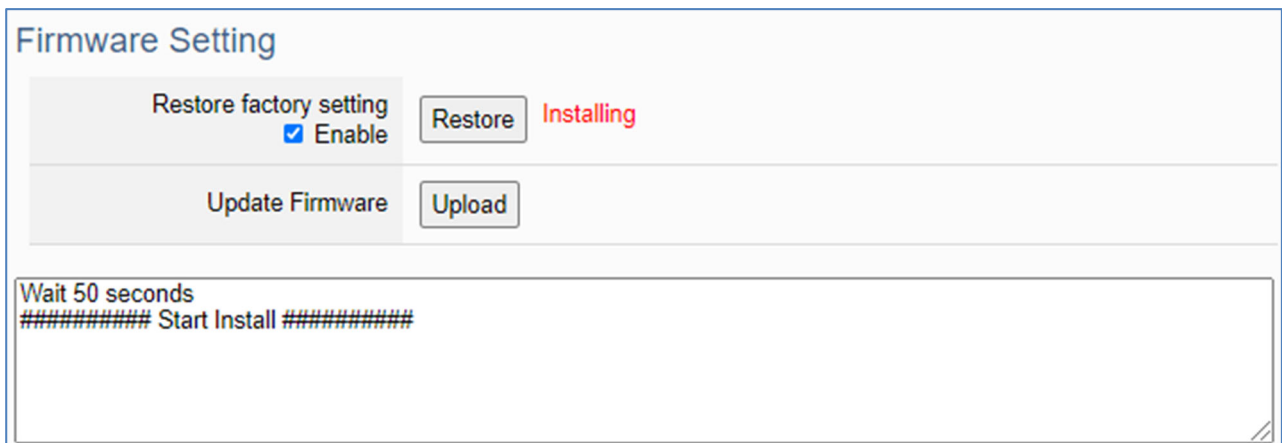 Firmware Setting
Restore factory setting
Enable
Restore
Installing
Update Firmware
Upload
Wait 50 seconds
########## Start Install ##########